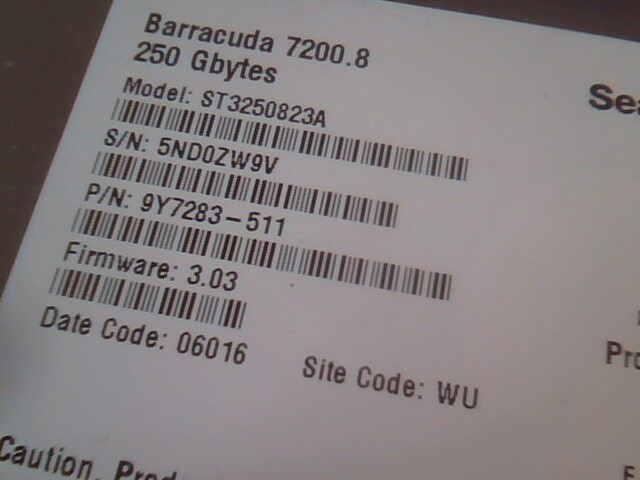 Barracuda 7200.8
250 Gbytes
Model: ST3250823A
S/N: 5ND0ZW9V
P/N: 9Y7283-511
Firmware: 3.03
Date Code: 06016
Site Code: WU
Caution